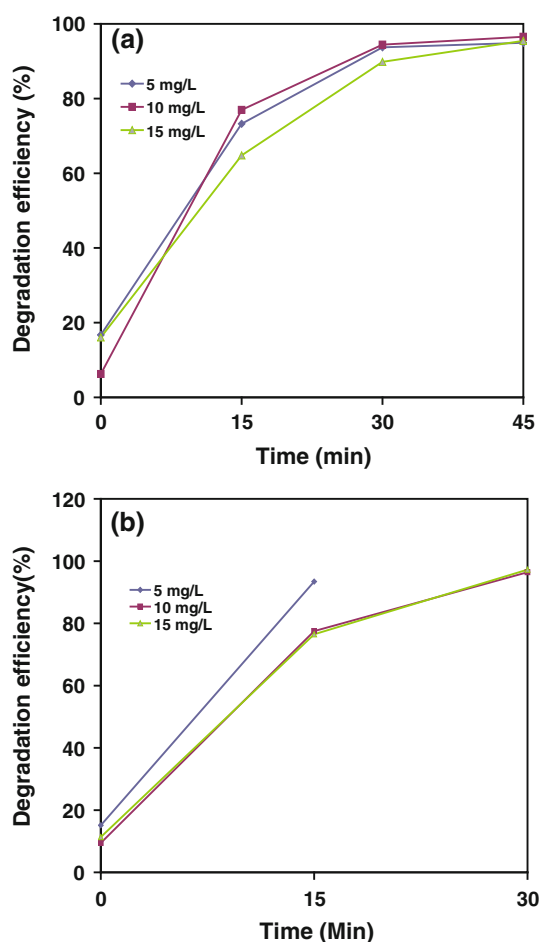 (a)
Degradation efficiency (%)
100
80
60
40
20
0
5 mg/L
10 mg/L
15 mg/L
0 15 30 45
Time (min)
(b)
Degradation efficiency(%)
120
100
80
60
40
20
0
5 mg/L
10 mg/L
15 mg/L
0 15 30
Time (Min)